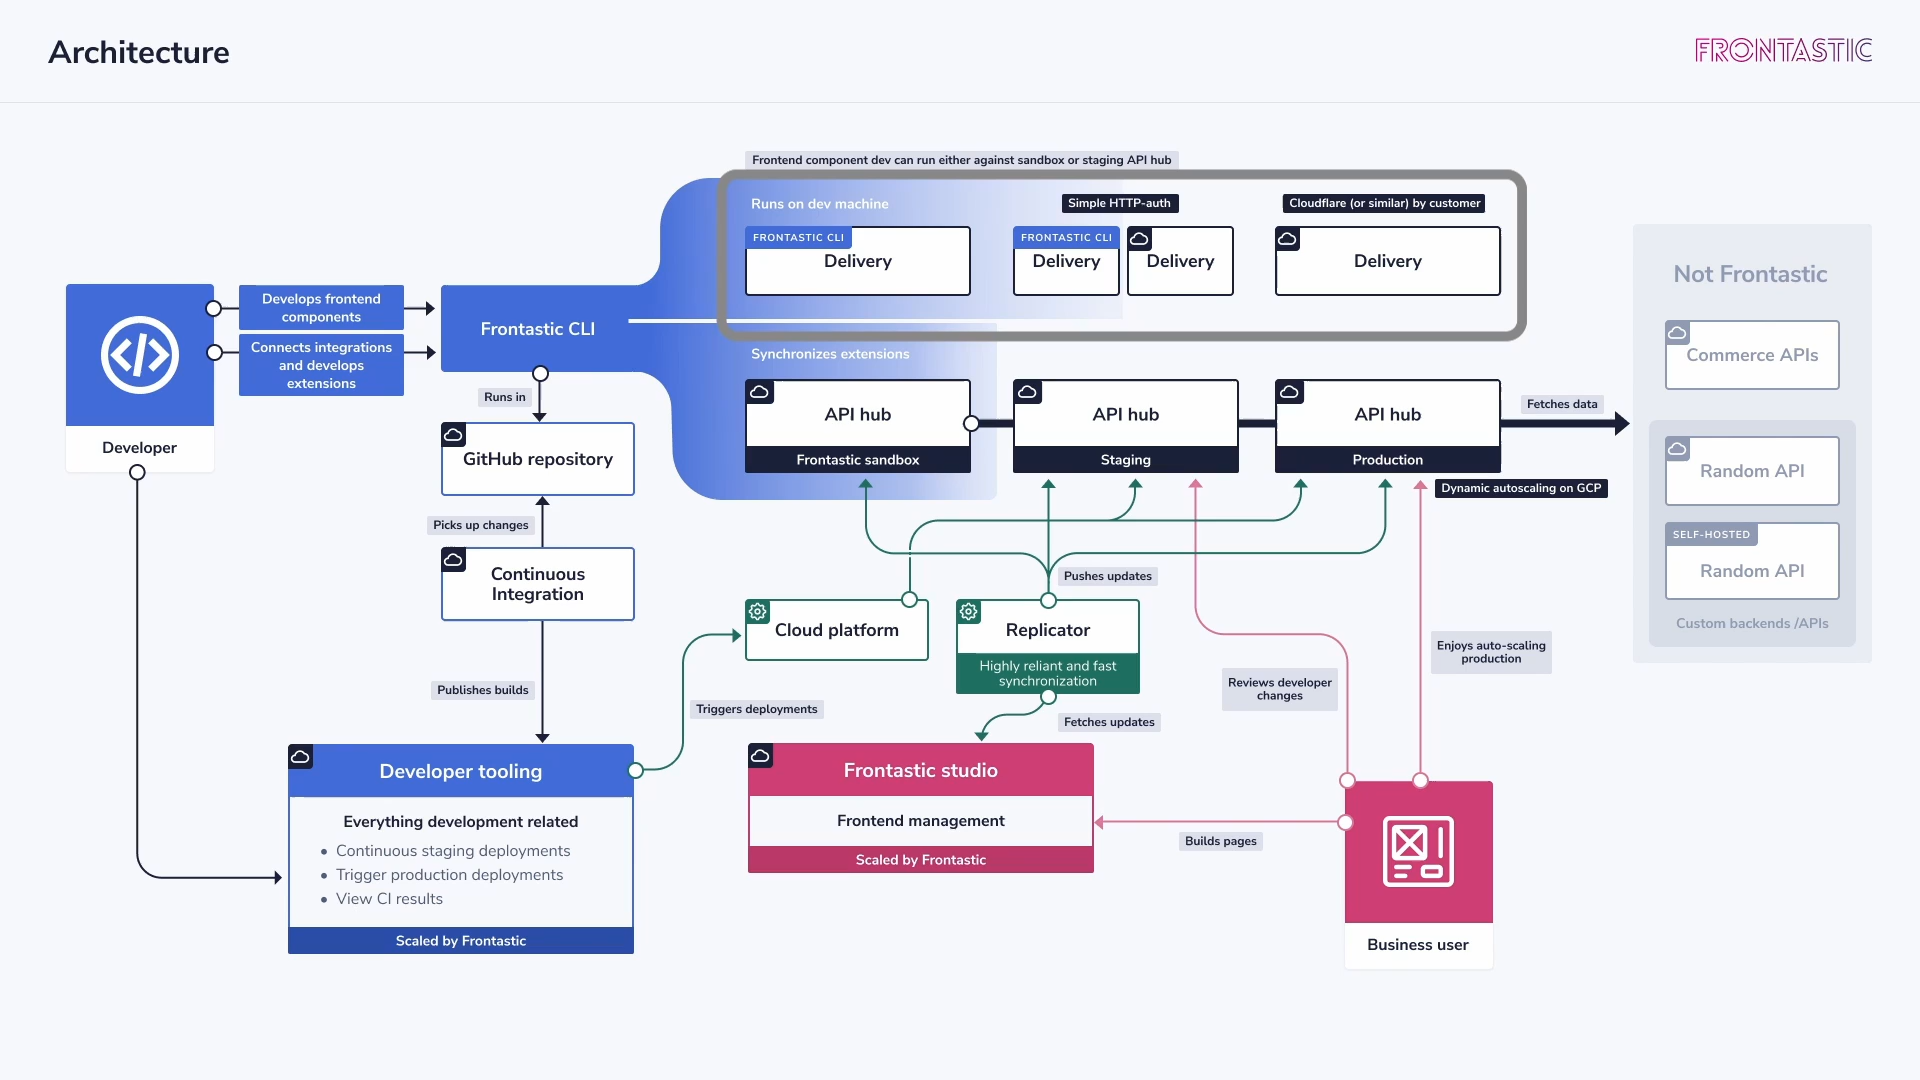 Architecture
FRONTASTIC
Frontend component dev can run either against sandbox or staging API hub
Runs on dev machine
Simple HTTP-auth
Cloudflare (or similar) by customer
FRONTASTIC CLI
Delivery
FRONTASTIC CLI
Delivery
Delivery
Delivery
Not Frontastic
Commerce APIs
Random API
SELF-HOSTED
Random API
Custom backends /APIs
Develops frontend
components
Connects integrations
and develops
extensions
Developer
Frontastic CLI
Synchronizes extensions
API hub
Frontastic sandbox
API hub
Staging
API hub
Production
Fetches data
Dynamic autoscaling on GCP
Runs in
GitHub repository
Picks up changes
Continuous
Integration
Publishes builds
Pushes updates
Cloud platform
Replicator
Highly reliant and fast
synchronization
Triggers deployments
Fetches updates
Reviews developer
changes
Enjoys auto-scaling
production
Developer tooling
Everything development related
• Continuous staging deployments
• Trigger production deployments
• View CI results
Scaled by Frontastic
Frontastic studio
Frontend management
Scaled by Frontastic
Builds pages
Business user